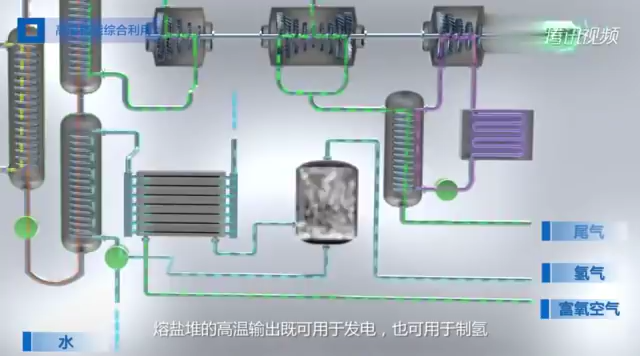 综合利用
腾讯视频
尾气
氢气
富氧空气
水
熔盐堆的高温输出既可用于发电，也可用于制氢